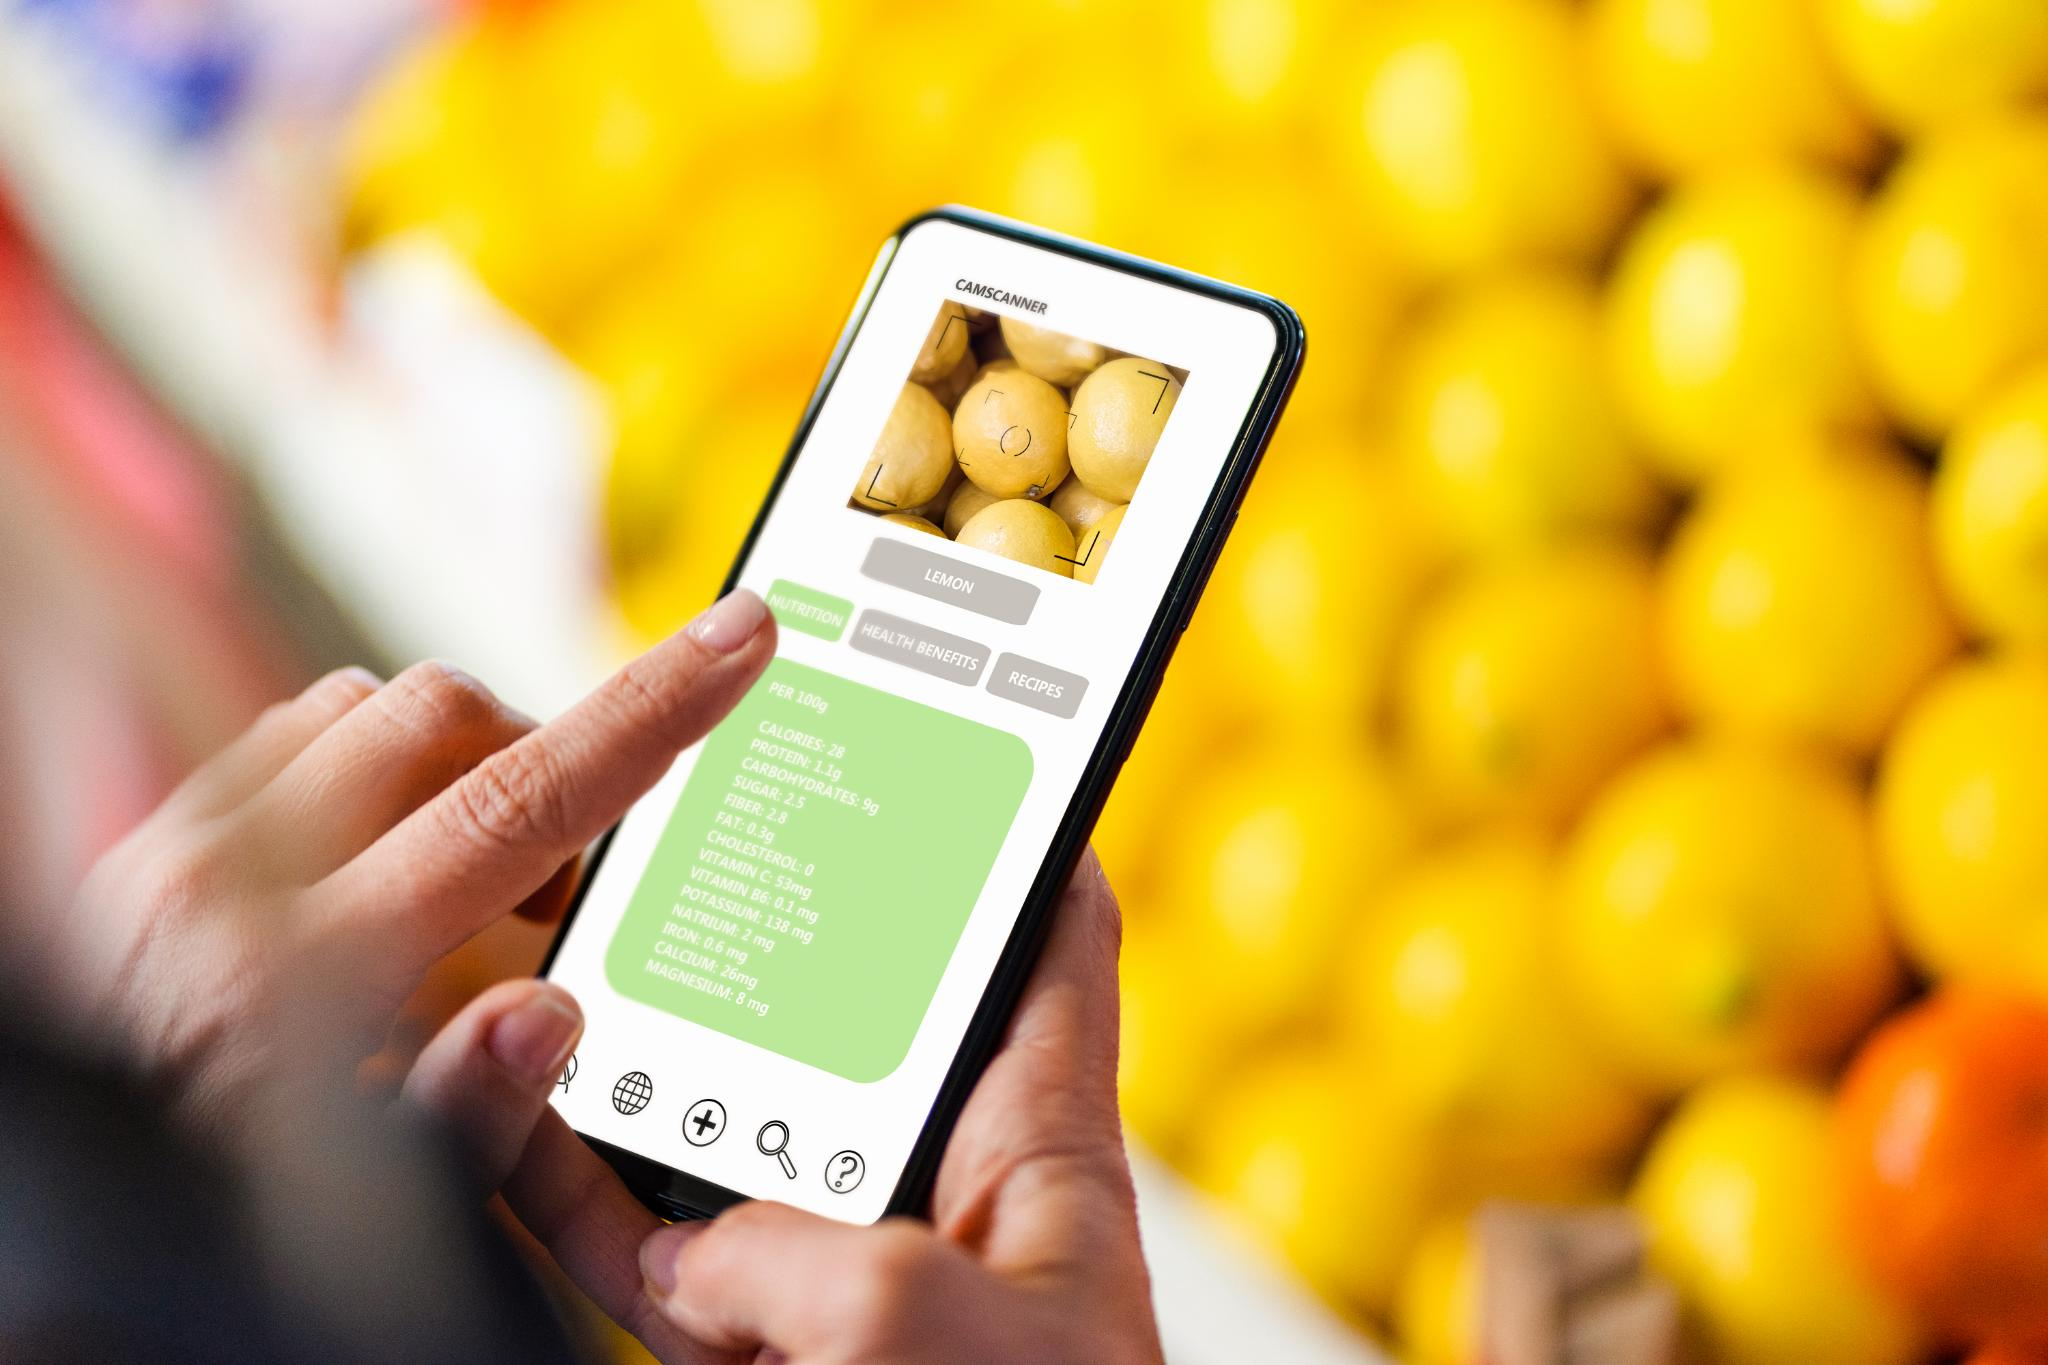 CAMSCANNER
LEMON
NUTRITION
HEALTH BENEFITS
RECIPES
PER 100g
CALORIES: 28
PROTEIN: 1.1g
CARBOHYDRATES: 9g
SUGAR: 2.5
FIBER: 2.8
FAT: 0.3g
CHOLESTEROL: 0
VITAMIN C: 53mg
VITAMIN B6: 0.1 mg
POTASSIUM: 138 mg
NATRIUM: 2 mg
IRON: 0.6 mg
CALCIUM: 26mg
MAGNESIUM: 8 mg
?